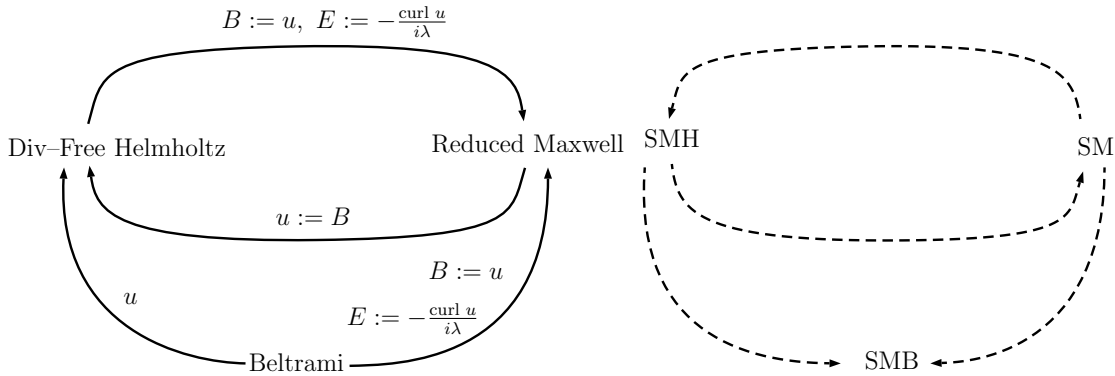 B := u, E := −curl u/iλ
Div–Free Helmholtz
Reduced Maxwell
SMH
SM
u := B
B := u
u
E := −curl u/iλ
Beltrami
SMB